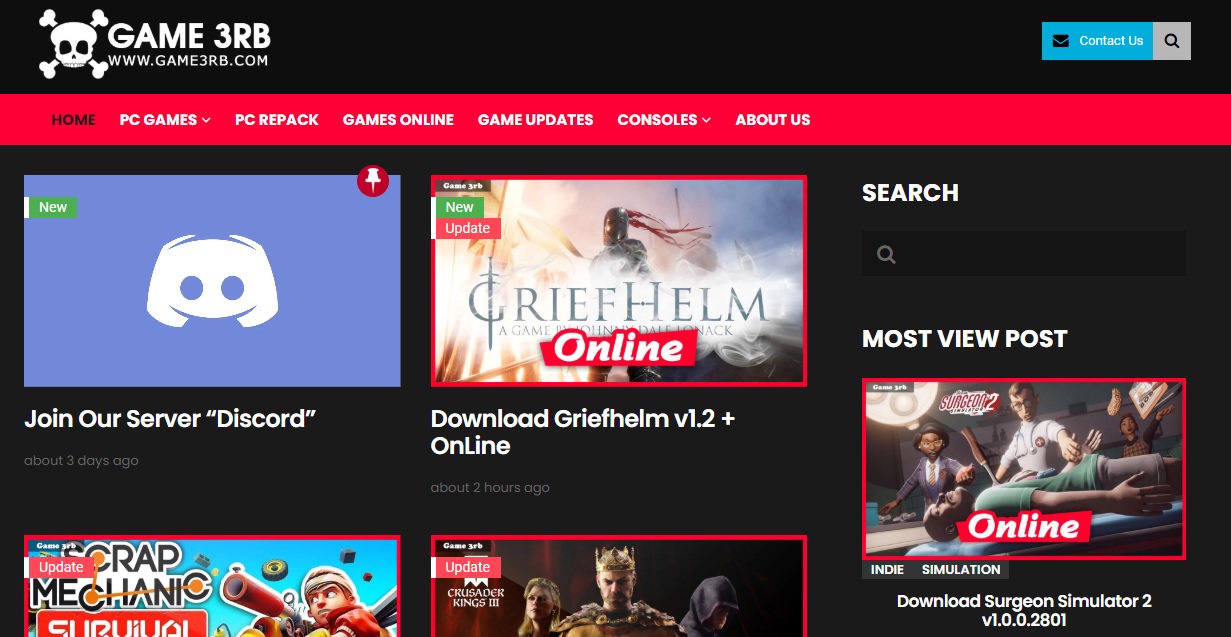 GAME 3RB
WWW.GAME3RB.COM
Contact Us
HOME PC GAMES PC REPACK GAMES ONLINE GAME UPDATES CONSOLES ABOUT US
New
Join Our Server “Discord”
about 3 days ago
Game 3rb
New
Update
GRIEFHELM
A GAME BY JOHNNY DALE LONACK
Online
Download Griefhelm v1.2 +
OnLine
about 2 hours ago
Game 3rb
Update
SCRAP
MECHANIC
SURVIVAL
Game 3rb
Update
CRUSADER
KINGS III
SEARCH
MOST VIEW POST
Game 3rb
SURGEON
SIMULATOR 2
Online
INDIE SIMULATION
Download Surgeon Simulator 2
v1.0.0.2801